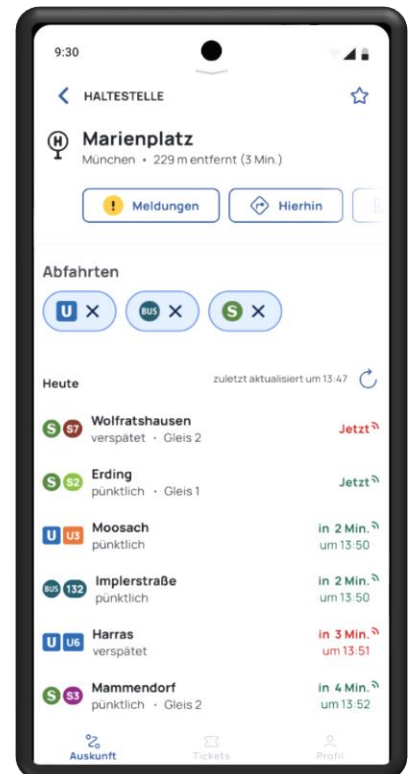 9:30
HALTESTELLE
H
Marienplatz
München • 229 m entfernt (3 Min.)
! Meldungen Hierhin
Abfahrten
U × BUS × S ×
Heute zuletzt aktualisiert um 13:47
S S7 Wolfratshausen Jetzt
verspätet • Gleis 2
S S2 Erding Jetzt
pünktlich • Gleis 1
U U3 Moosach in 2 Min.
pünktlich um 13:50
BUS 132 Implerstraße in 2 Min.
pünktlich um 13:50
U U6 Harras in 3 Min.
verspätet um 13:51
S S3 Mammendorf in 4 Min.
pünktlich • Gleis 2 um 13:52
Auskunft Tickets Profil